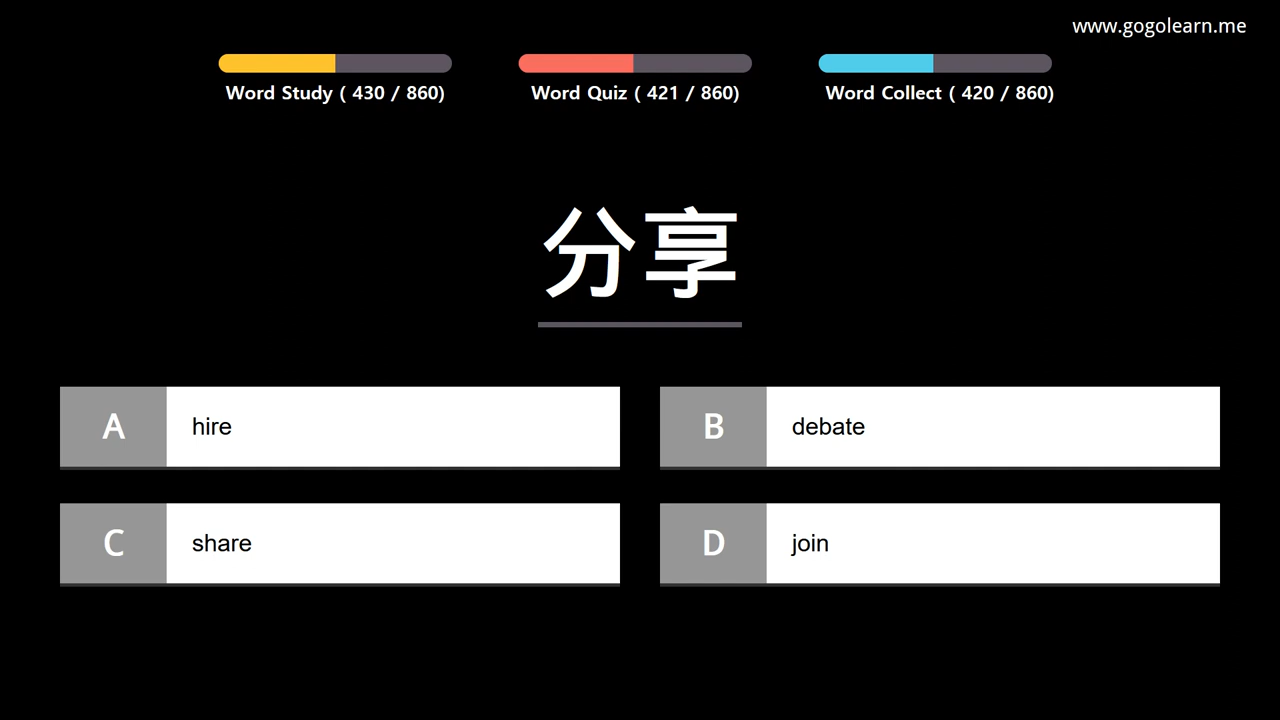 www.gogolearn.me
Word Study ( 430 / 860)
Word Quiz ( 421 / 860)
Word Collect ( 420 / 860)
分享
A hire
B debate
C share
D join